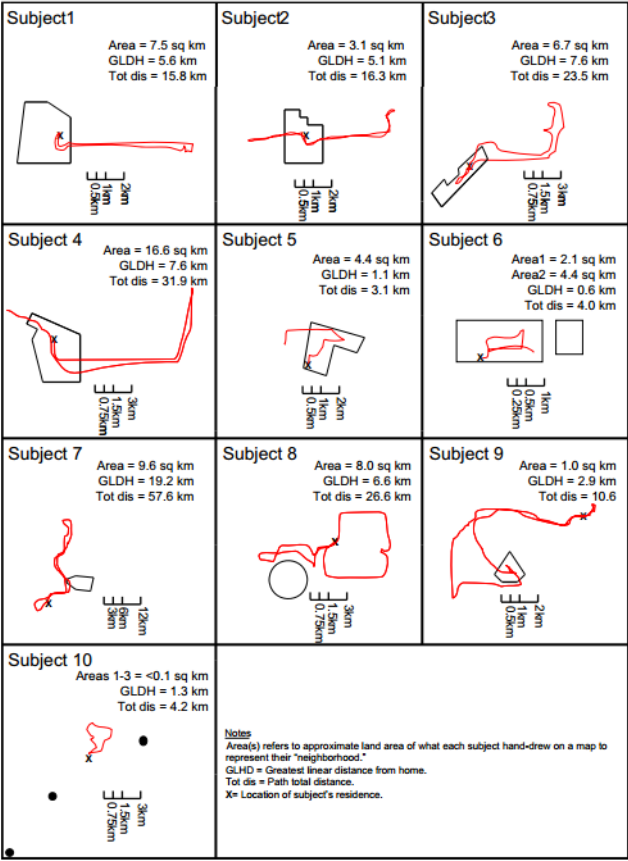 Subject1
Area = 7.5 sq km
GLDH = 5.6 km
Tot dis = 15.8 km
X
0.5km
1km
2km
Subject2
Area = 3.1 sq km
GLDH = 5.1 km
Tot dis = 16.3 km
X
0.5km
1km
2km
Subject3
Area = 6.7 sq km
GLDH = 7.6 km
Tot dis = 23.5 km
X
0.75km
1.5km
3km
Subject 4
Area = 16.6 sq km
GLDH = 7.6 km
Tot dis = 31.9 km
X
0.75km
1.5km
3km
Subject 5
Area = 4.4 sq km
GLDH = 1.1 km
Tot dis = 3.1 km
X
0.5km
1km
2km
Subject 6
Area1 = 2.1 sq km
Area2 = 4.4 sq km
GLDH = 0.6 km
Tot dis = 4.0 km
X
0.25km
0.5km
1km
Subject 7
Area = 9.6 sq km
GLDH = 19.2 km
Tot dis = 57.6 km
X
3km
6km
12km
Subject 8
Area = 8.0 sq km
GLDH = 6.6 km
Tot dis = 26.6 km
X
0.75km
1.5km
3km
Subject 9
Area = 1.0 sq km
GLDH = 2.9 km
Tot dis = 10.6
X
0.5km
1 km
2km
Subject 10
Areas 1-3 = <0.1 sq km
GLDH = 1.3 km
Tot dis = 4.2 km
X
0.75km
1.5km
3km
Notes
Area(s) refers to approximate land area of what each subject hand-drew on a map to
represent their "neighborhood."
GLHD = Greatest linear distance from home.
Tot dis = Path total distance.
X= Location of subject's residence.